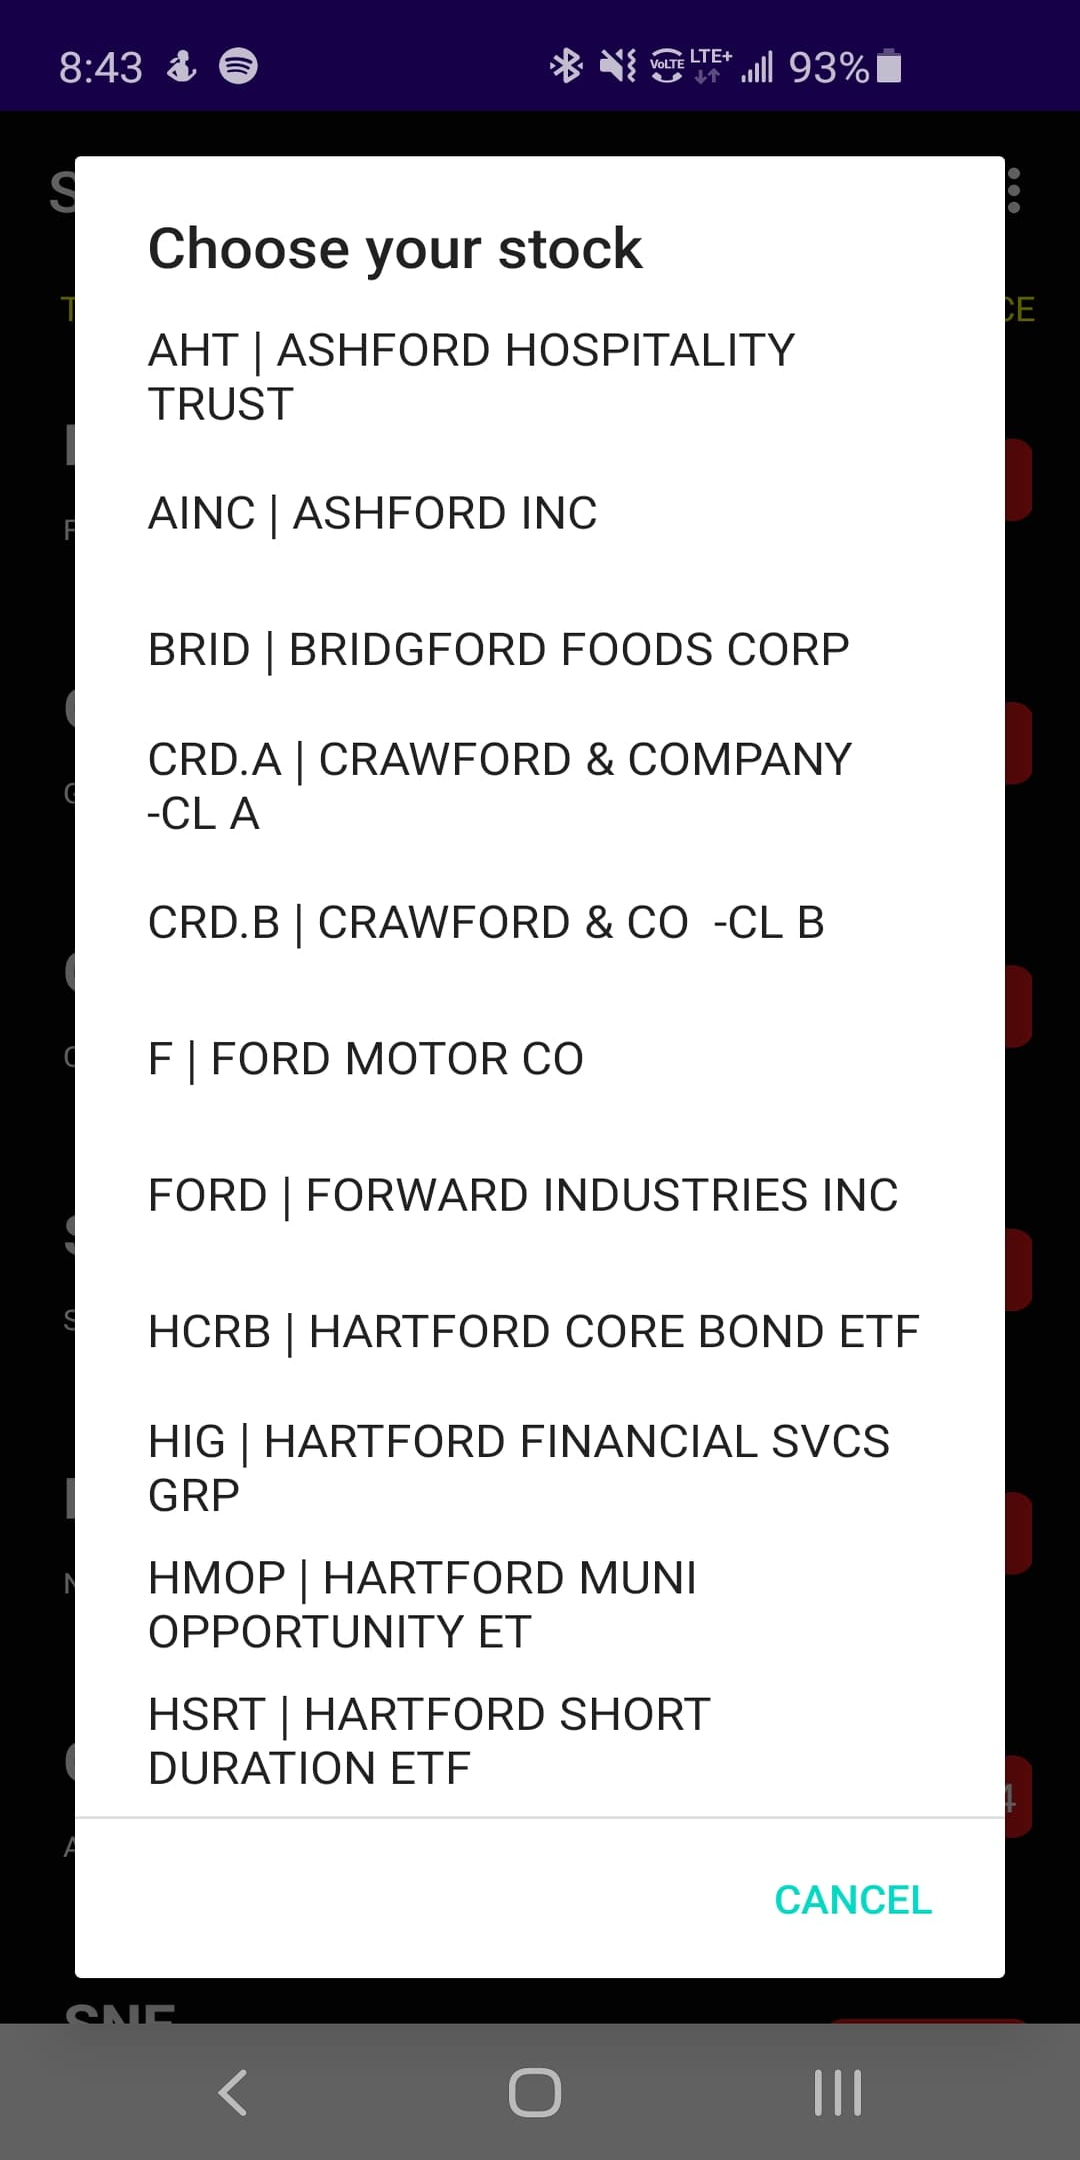 8:43 VoLTE LTE+ 93%
Choose your stock
AHT | ASHFORD HOSPITALITY
TRUST
AINC | ASHFORD INC
BRID | BRIDGFORD FOODS CORP
CRD.A | CRAWFORD & COMPANY
-CL A
CRD.B | CRAWFORD & CO  -CL B
F | FORD MOTOR CO
FORD | FORWARD INDUSTRIES INC
HCRB | HARTFORD CORE BOND ETF
HIG | HARTFORD FINANCIAL SVCS
GRP
HMOP | HARTFORD MUNI
OPPORTUNITY ET
HSRT | HARTFORD SHORT
DURATION ETF
CANCEL